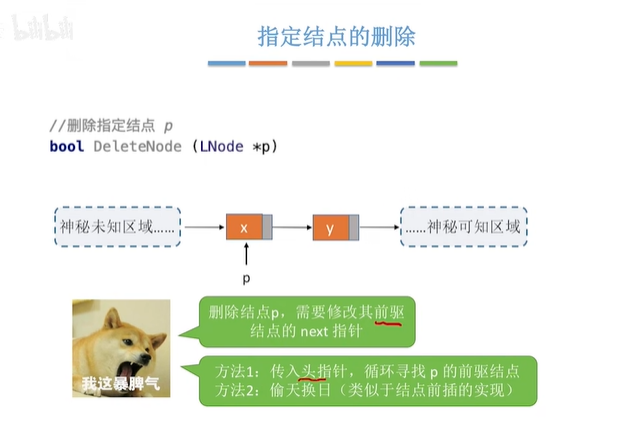 bilibili
指定结点的删除
//删除指定结点 p
bool DeleteNode (LNode *p)
神秘未知区域……
x
y
……神秘可知区域
p
删除结点p，需要修改其前驱
结点的 next 指针
我这暴脾气
方法1：传入头指针，循环寻找 p 的前驱结点
方法2：偷天换日（类似于结点前插的实现）